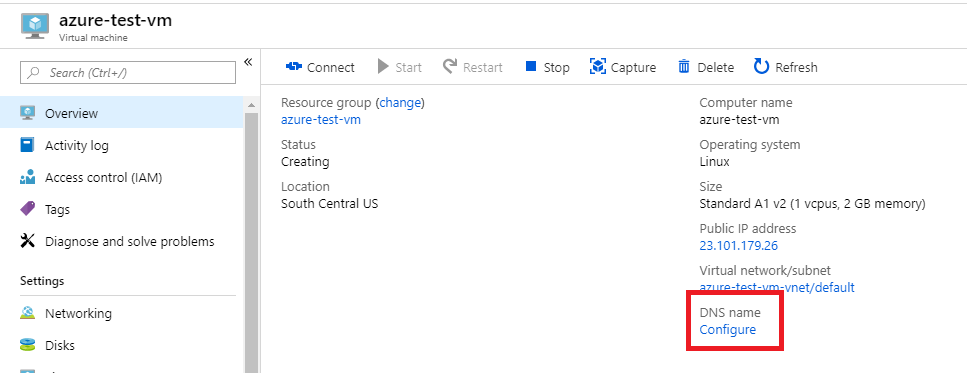 azure-test-vm
Virtual machine
Search (Ctrl+/)
«
Overview
Activity log
Access control (IAM)
Tags
Diagnose and solve problems
Settings
Networking
Disks
Connect
Start
Restart
Stop
Capture
Delete
Refresh
Resource group (change)
azure-test-vm
Status
Creating
Location
South Central US
Computer name
azure-test-vm
Operating system
Linux
Size
Standard A1 v2 (1 vcpus, 2 GB memory)
Public IP address
23.101.179.26
Virtual network/subnet
azure-test-vm-vnet/default
DNS name
Configure